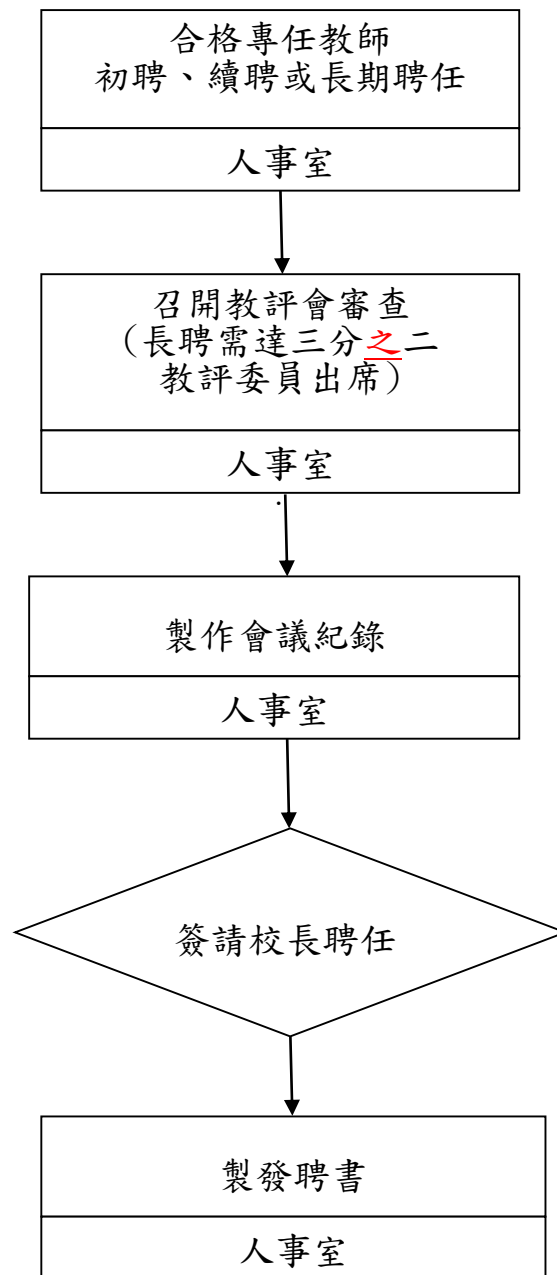 合格專任教師
初聘、續聘或長期聘任
人事室
召開教評會審查
（長聘需達三分之二
教評委員出席）
人事室
.
製作會議紀錄
人事室
簽請校長聘任
製發聘書
人事室